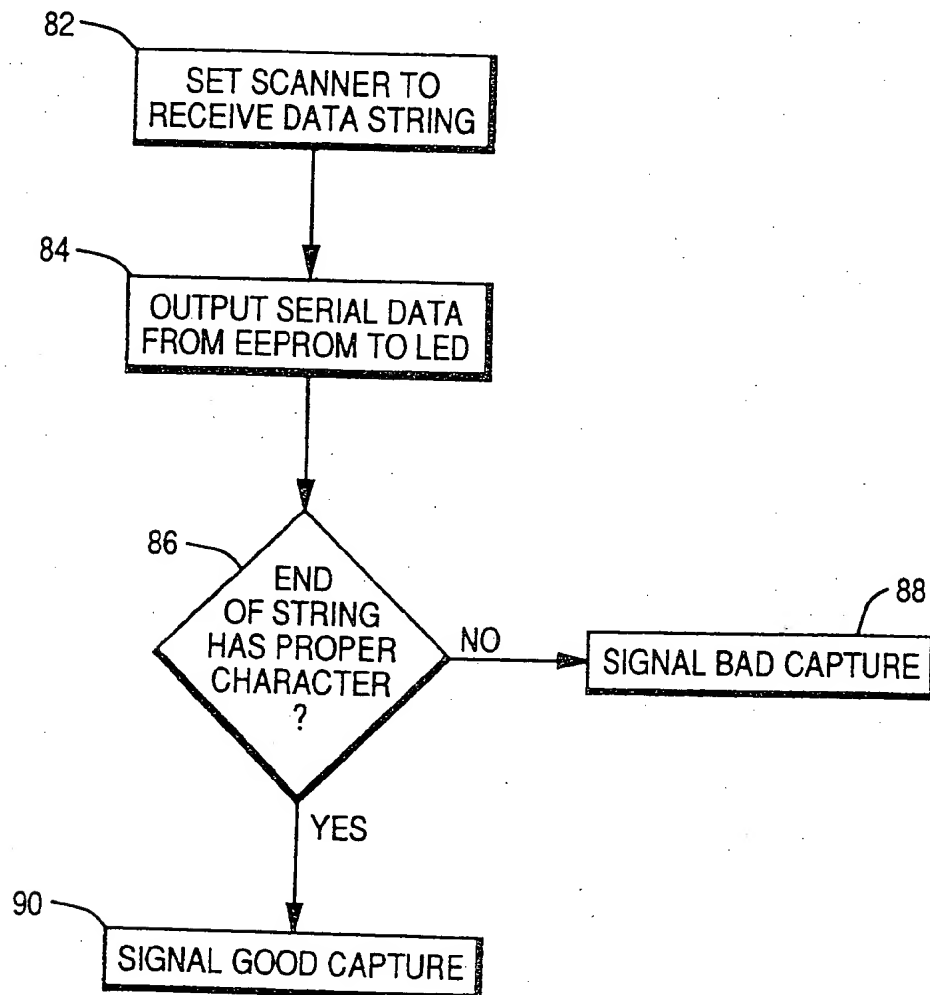 82
SET SCANNER TO
RECEIVE DATA STRING
84
OUTPUT SERIAL DATA
FROM EEPROM TO LED
86
END
OF STRING
HAS PROPER
CHARACTER
?
NO
88
SIGNAL BAD CAPTURE
YES
90
SIGNAL GOOD CAPTURE